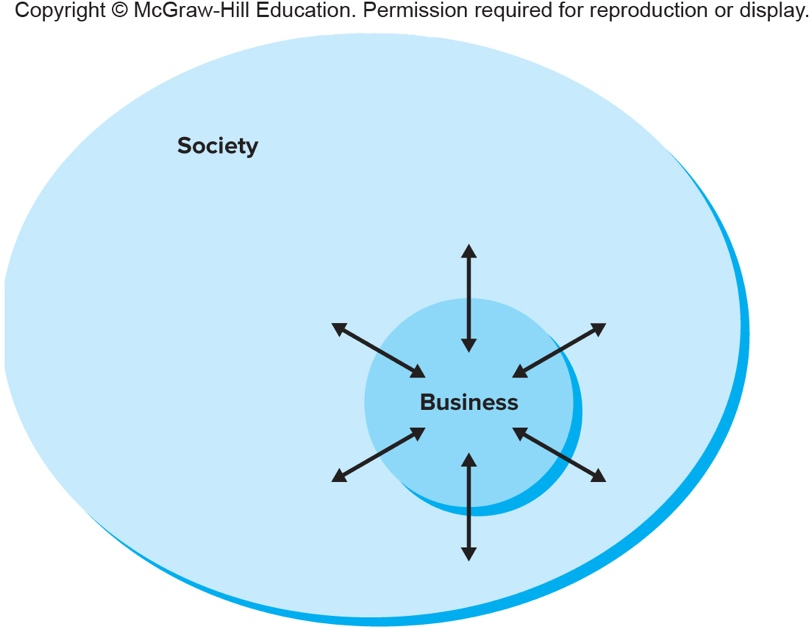 Copyright © McGraw-Hill Education. Permission required for reproduction or display.
Society
Business